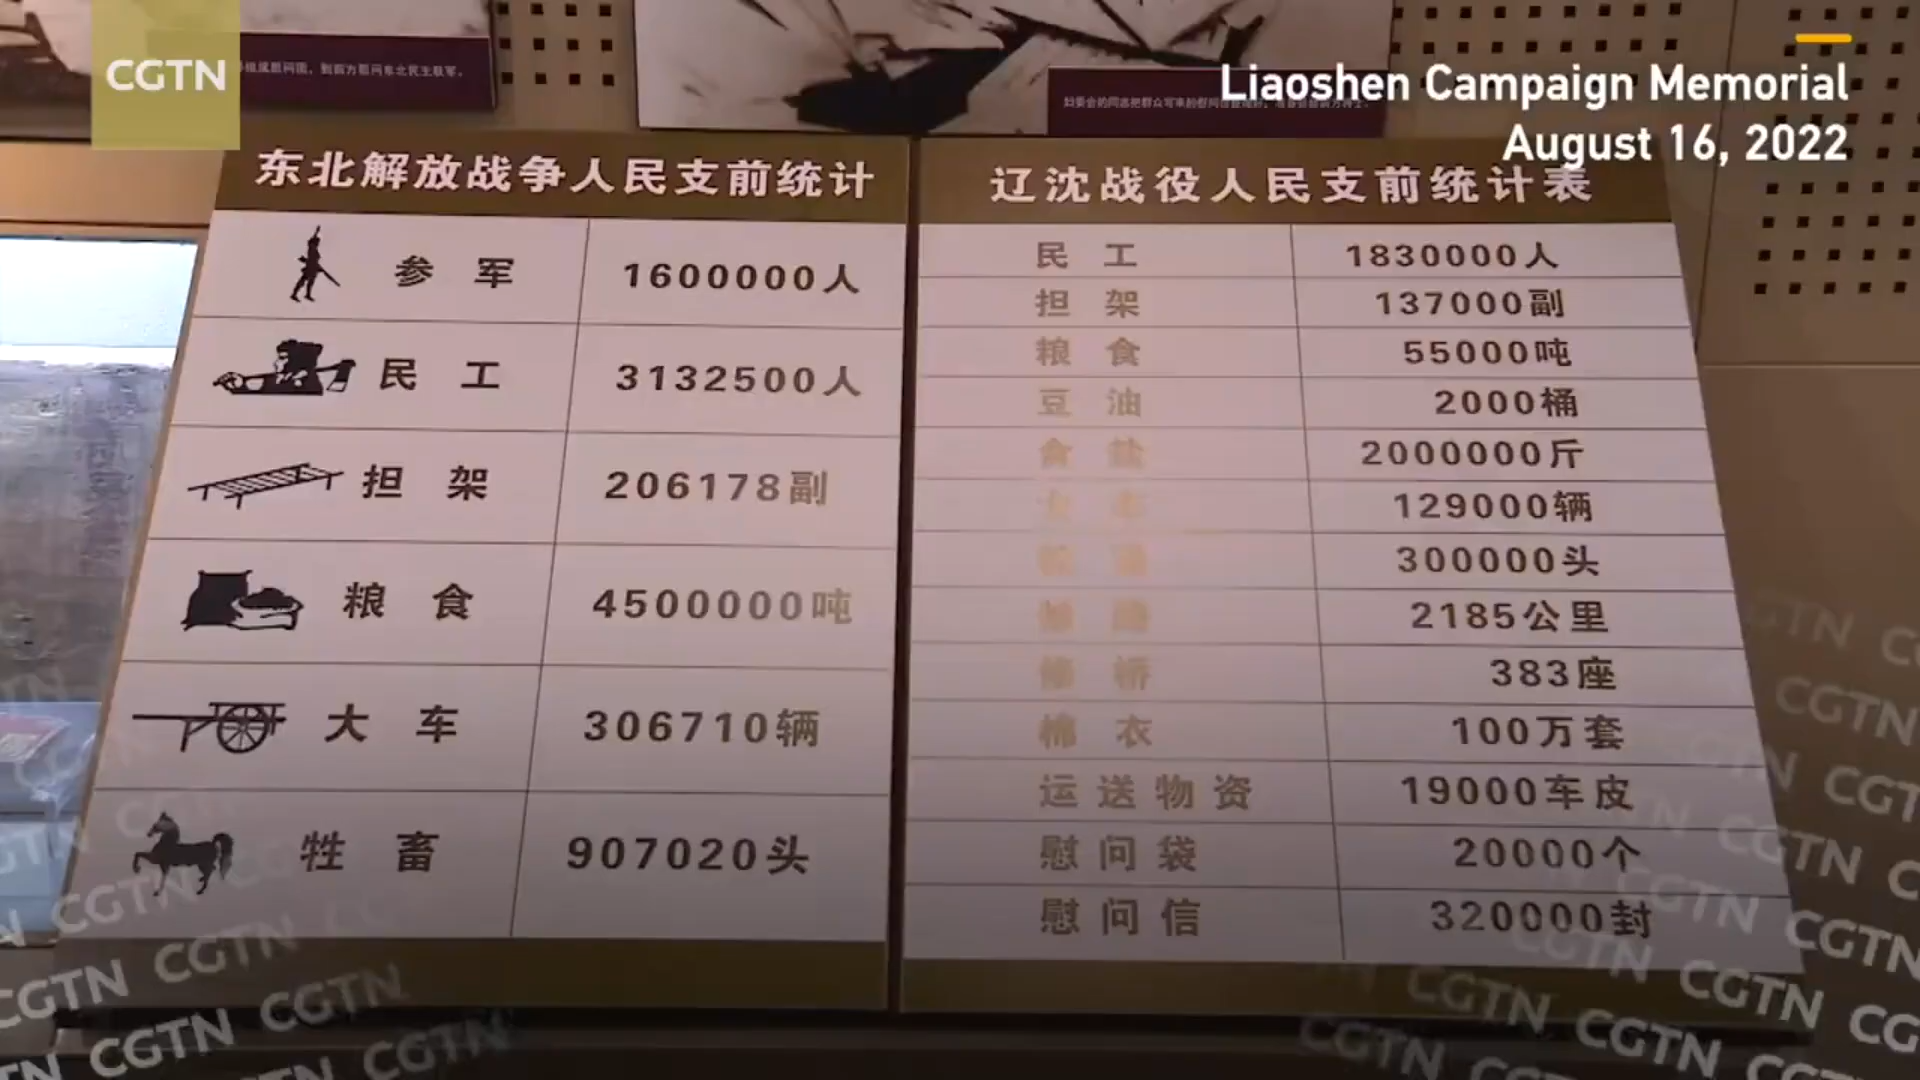 CGTN
Liaoshen Campaign Memorial
August 16, 2022
东北解放战争人民支前统计
参军 1600000人
民工 3132500人
担架 206178副
粮食 4500000吨
大车 306710辆
牲畜 907020头
辽沈战役人民支前统计表
民工 1830000人
担架 137000副
粮食 55000吨
豆油 2000桶
食盐 2000000斤
大车 129000辆
300000头
2185公里
修桥 383座
棉衣 100万套
运送物资 19000车皮
慰问袋 20000个
慰问信 320000封